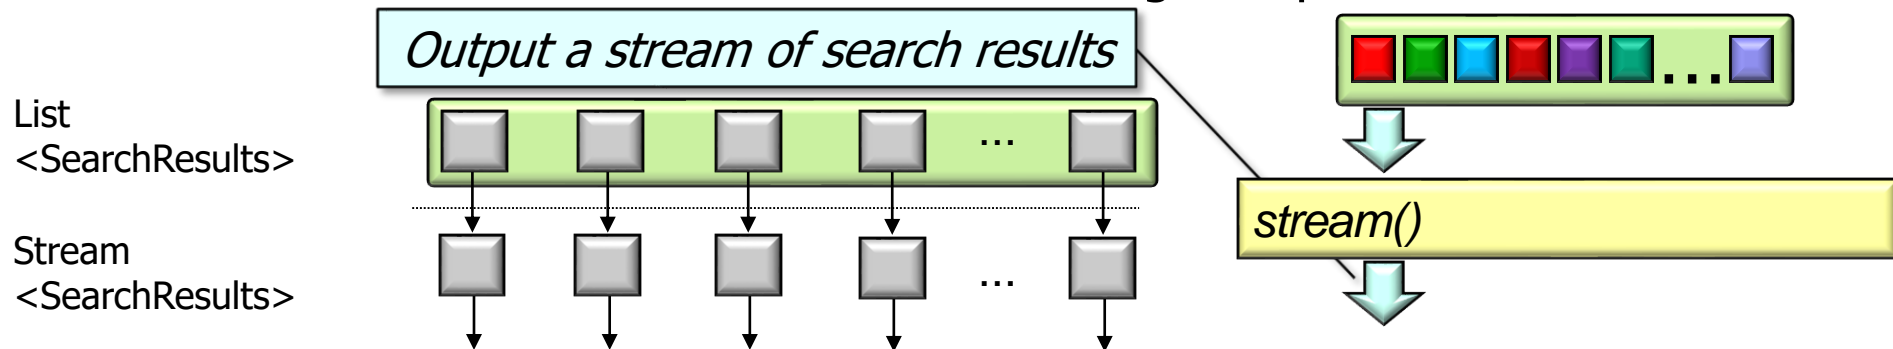 Output a stream of search results
...
List
<SearchResults>
...
stream()
Stream
<SearchResults>
...